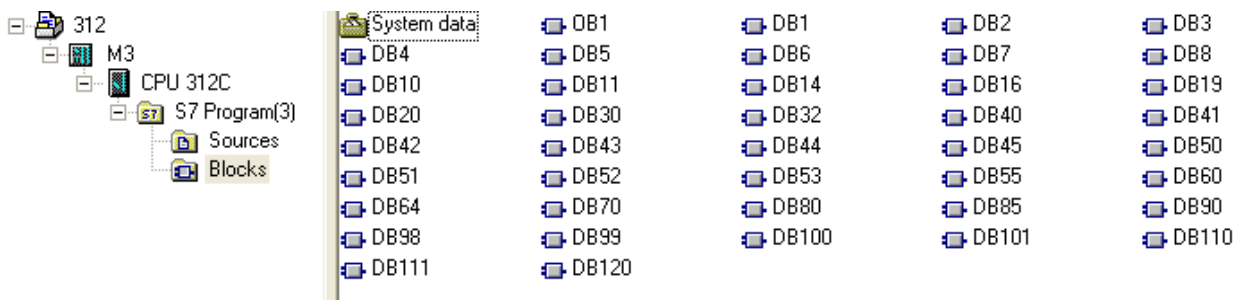 312
M3
CPU 312C
S7 Program(3)
Sources
Blocks
System data OB1 DB1 DB2 DB3
DB4 DB5 DB6 DB7 DB8
DB10 DB11 DB14 DB16 DB19
DB20 DB30 DB32 DB40 DB41
DB42 DB43 DB44 DB45 DB50
DB51 DB52 DB53 DB55 DB60
DB64 DB70 DB80 DB85 DB90
DB98 DB99 DB100 DB101 DB110
DB111 DB120